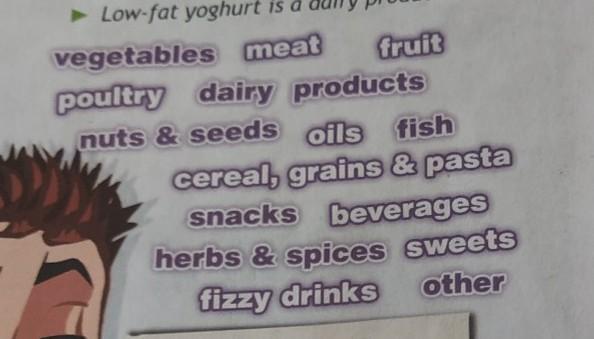 ► Low-fat yoghurt is a dairy
vegetables meat fruit
poultry dairy products
nuts & seeds oils fish
cereal, grains & pasta
snacks beverages
herbs & spices sweets
fizzy drinks other